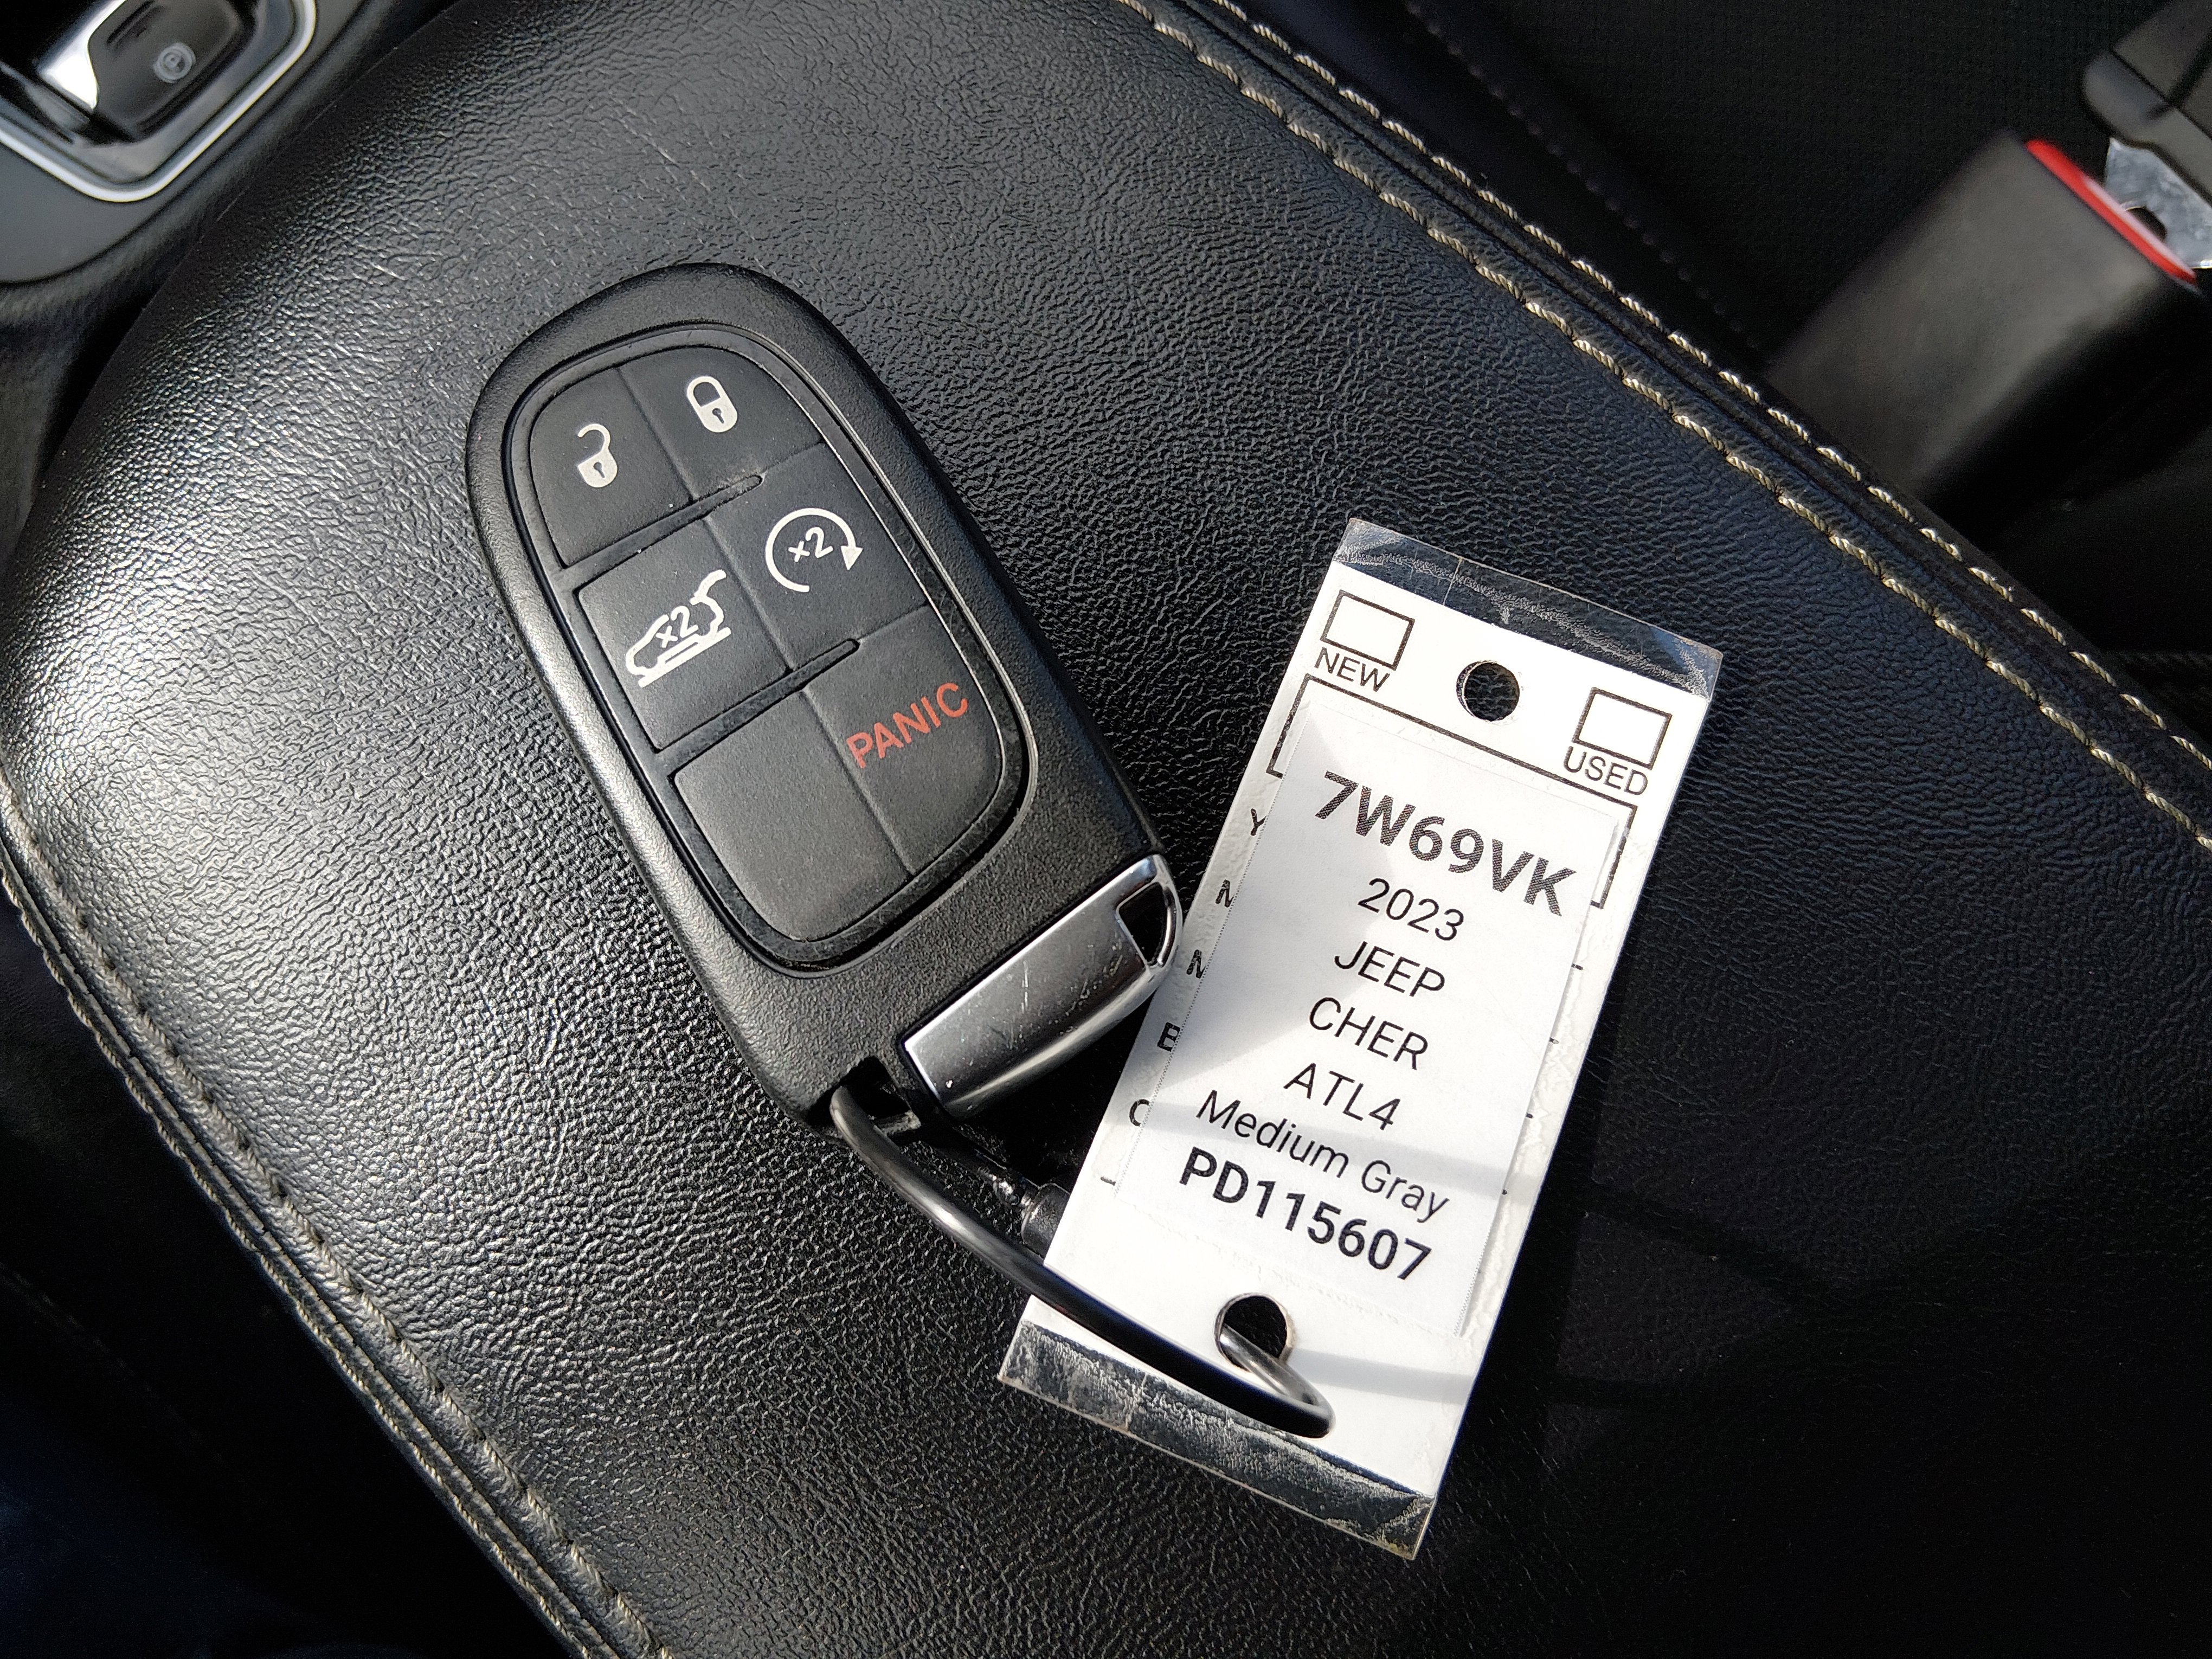 x2
x2
PANIC
NEW
USED
7W69VK
2023
JEEP
CHER
ATL4
Medium Gray
PD115607
Y